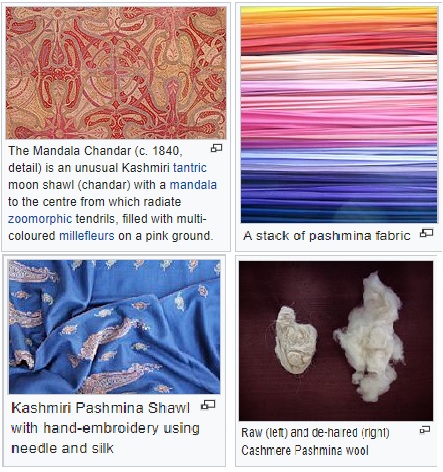 The Mandala Chandar (c. 1840,
detail) is an unusual Kashmiri tantric
moon shawl (chandar) with a mandala
to the centre from which radiate
zoomorphic tendrils, filled with multi-
coloured millefleurs on a pink ground.
A stack of pashmina fabric
Kashmiri Pashmina Shawl
with hand-embroidery using
needle and silk
Raw (left) and de-haired (right)
Cashmere Pashmina wool